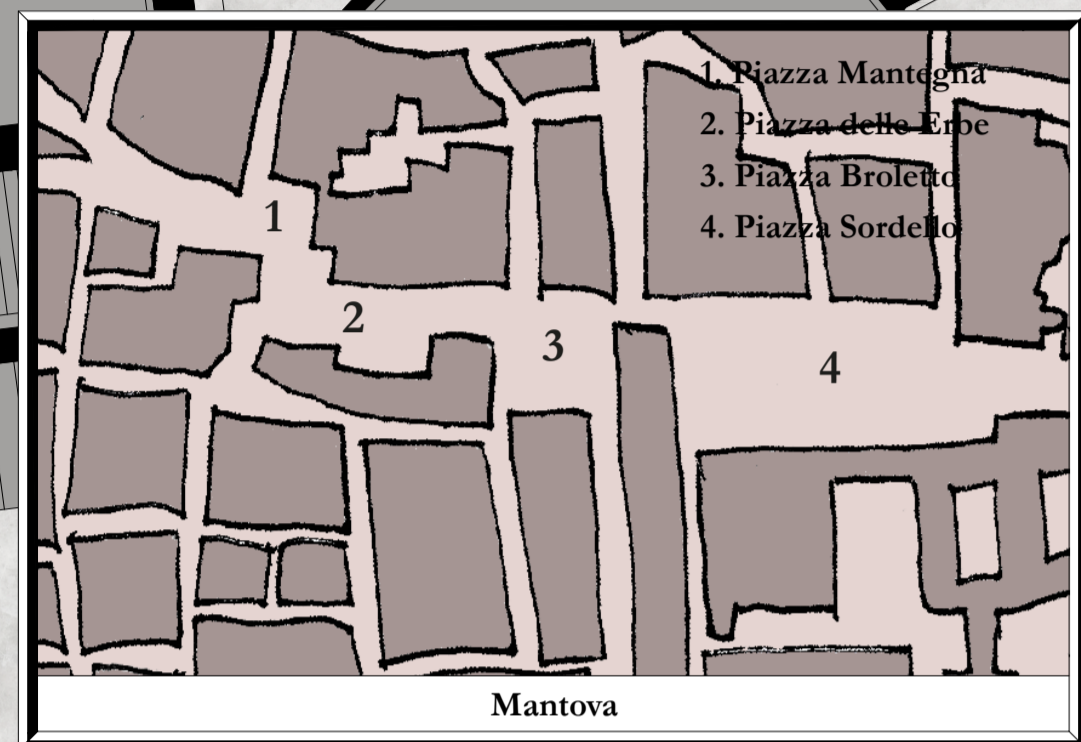 1. Piazza Mantegna
2. Piazza delle Erbe
3. Piazza Broletto
4. Piazza Sordello
1
2
3
4
Mantova